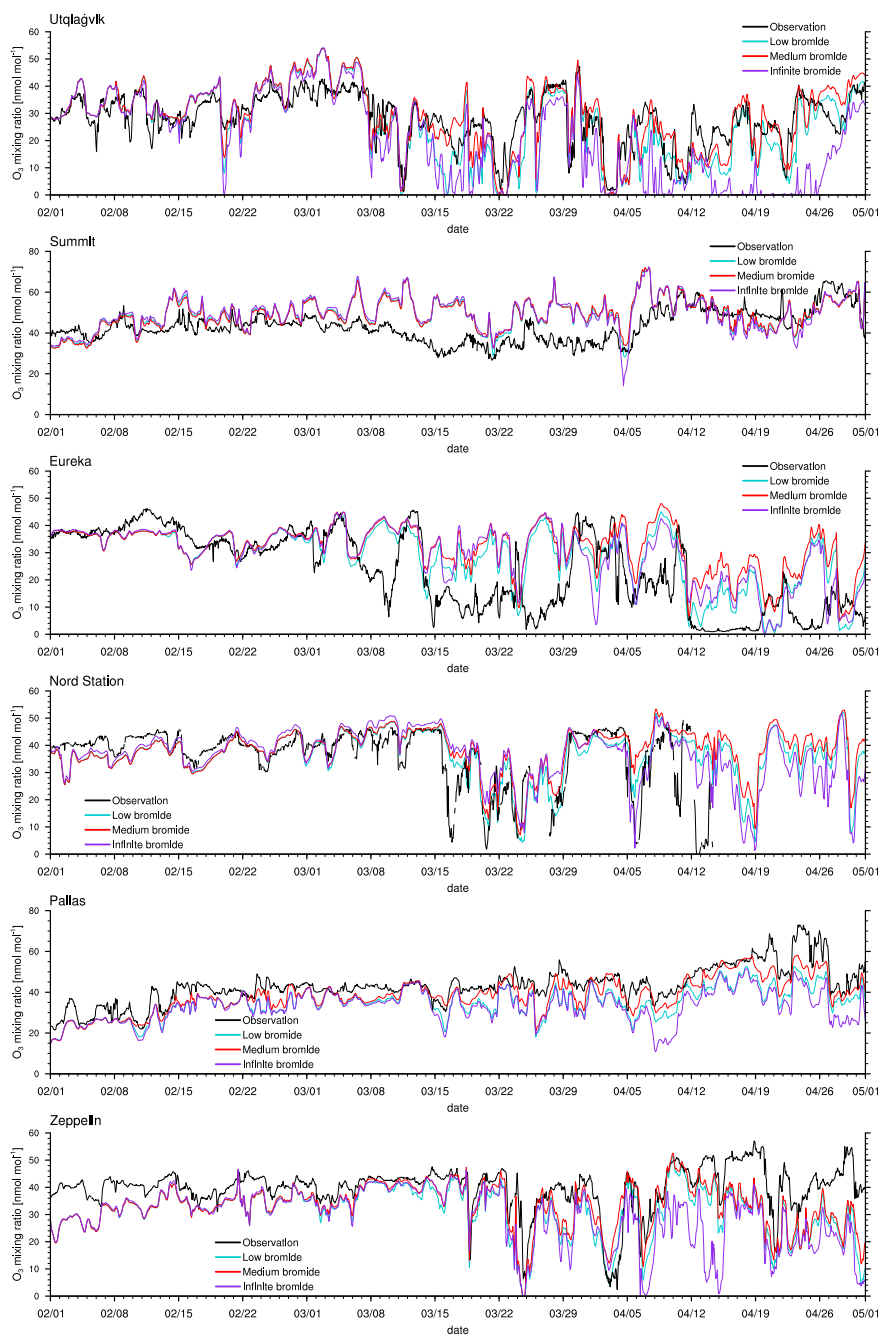 Utqiaġvik
O3 mixing ratio [nmol mol-1]
60
50
40
30
20
10
0
Observation
Low bromide
Medium bromide
Infinite bromide
02/01 02/08 02/15 02/22 03/01 03/08 03/15 03/22 03/29 04/05 04/12 04/19 04/26 05/01
date
Summit
O3 mixing ratio [nmol mol-1]
80
60
40
20
0
Observation
Low bromide
Medium bromide
Infinite bromide
02/01 02/08 02/15 02/22 03/01 03/08 03/15 03/22 03/29 04/05 04/12 04/19 04/26 05/01
date
Eureka
O3 mixing ratio [nmol mol-1]
60
50
40
30
20
10
0
Observation
Low bromide
Medium bromide
Infinite bromide
02/01 02/08 02/15 02/22 03/01 03/08 03/15 03/22 03/29 04/05 04/12 04/19 04/26 05/01
date
Nord Station
O3 mixing ratio [nmol mol-1]
60
50
40
30
20
10
0
Observation
Low bromide
Medium bromide
Infinite bromide
02/01 02/08 02/15 02/22 03/01 03/08 03/15 03/22 03/29 04/05 04/12 04/19 04/26 05/01
date
Pallas
O3 mixing ratio [nmol mol-1]
80
60
40
20
0
Observation
Low bromide
Medium bromide
Infinite bromide
02/01 02/08 02/15 02/22 03/01 03/08 03/15 03/22 03/29 04/05 04/12 04/19 04/26 05/01
date
Zeppelin
O3 mixing ratio [nmol mol-1]
60
50
40
30
20
10
0
Observation
Low bromide
Medium bromide
Infinite bromide
02/01 02/08 02/15 02/22 03/01 03/08 03/15 03/22 03/29 04/05 04/12 04/19 04/26 05/01
date